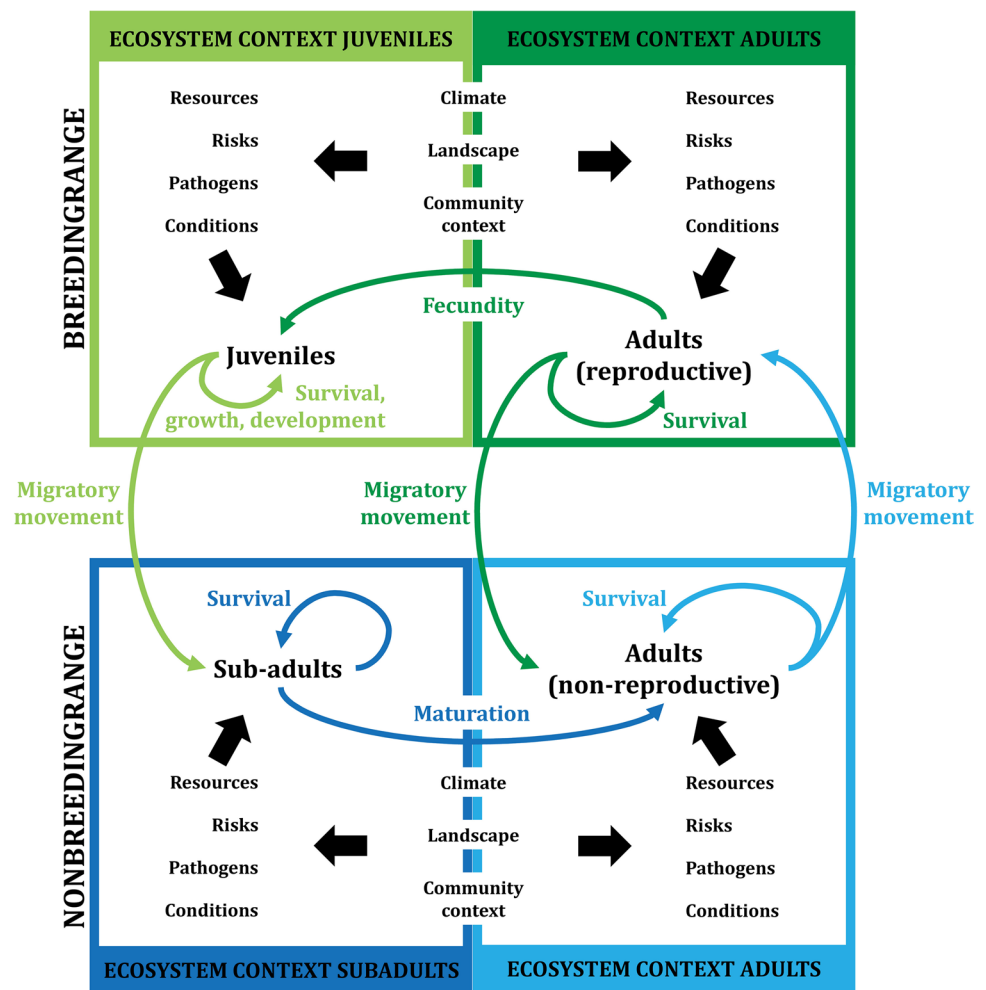 ECOSYSTEM CONTEXT JUVENILES
ECOSYSTEM CONTEXT ADULTS
BREEDINGRANGE
Resources
Risks
Pathogens
Conditions
Climate
Landscape
Community
context
Resources
Risks
Pathogens
Conditions
Fecundity
Juveniles
Survival,
growth, development
Adults
(reproductive)
Survival
Migratory
movement
Migratory
movement
Migratory
movement
NONBREEDINGRANGE
Survival
Sub-adults
Survival
Adults
(non-reproductive)
Maturation
Resources
Risks
Pathogens
Conditions
Climate
Landscape
Community
context
Resources
Risks
Pathogens
Conditions
ECOSYSTEM CONTEXT SUBADULTS
ECOSYSTEM CONTEXT ADULTS